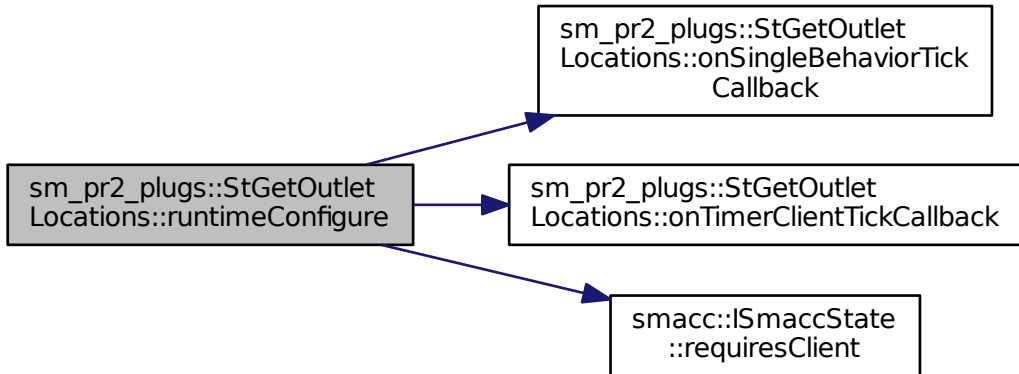 sm_pr2_plugs::StGetOutlet
Locations::runtimeConfigure
sm_pr2_plugs::StGetOutlet
Locations::onSingleBehaviorTick
Callback
sm_pr2_plugs::StGetOutlet
Locations::onTimerClientTickCallback
smacc::ISmaccState
::requiresClient